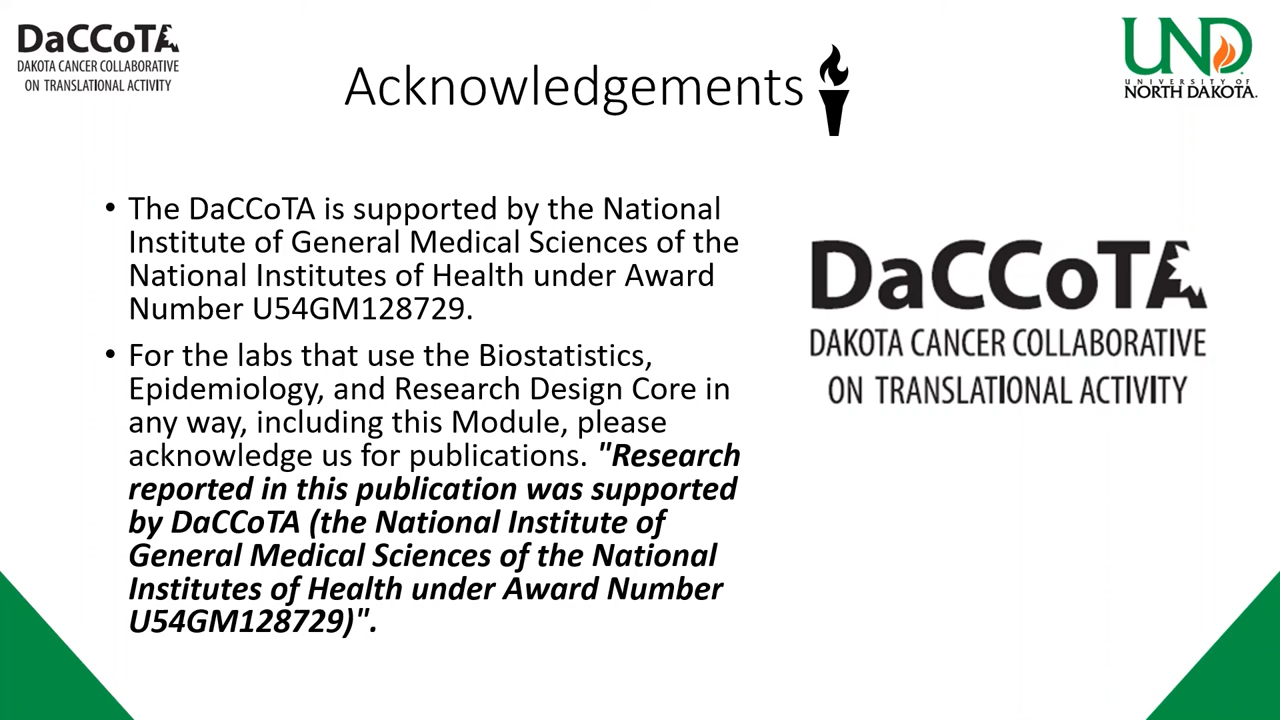 DaCCoTA
DAKOTA CANCER COLLABORATIVE
ON TRANSLATIONAL ACTIVITY
Acknowledgements
UND
UNIVERSITY OF
NORTH DAKOTA.
• The DaCCoTA is supported by the National
Institute of General Medical Sciences of the
National Institutes of Health under Award
Number U54GM128729.
• For the labs that use the Biostatistics,
Epidemiology, and Research Design Core in
any way, including this Module, please
acknowledge us for publications. "Research
reported in this publication was supported
by DaCCoTA (the National Institute of
General Medical Sciences of the National
Institutes of Health under Award Number
U54GM128729)".
DaCCoTA
DAKOTA CANCER COLLABORATIVE
ON TRANSLATIONAL ACTIVITY